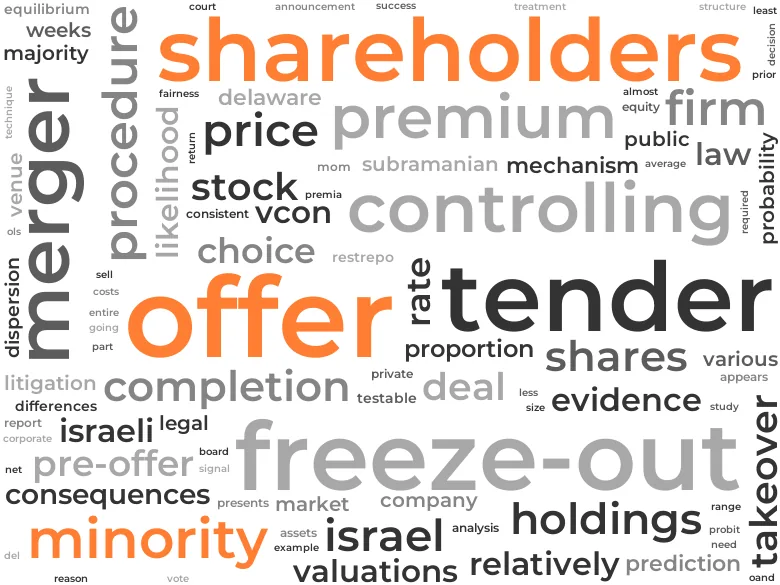 equilibrium
court
announcement
success
treatment
structure
least
weeks
majority
procedure
shareholders
decision
prior
technique
merger
fairness
delaware
premium
almost
equity
firm
likelihood
return
price
public
law
probability
venue
mom
subramanian
mechanism
average
stock
premia
consistent
vcon
controlling
required
ols
choice
restrepo
dispersion
sell
costs
entire
going
part
offer
rate
tender
proportion
shares
various
appears
litigation
completion
private
testable
deal
less
size
evidence
study
differences
report
corporate
israeli
legal
takeover
net
pre-offer
board
signal
freeze-out
consequences
presents
market
company
holdings
range
minority
assets
example
israel
analysis
probit
need
del
valuations
relatively
prediction
reason
vote
oand